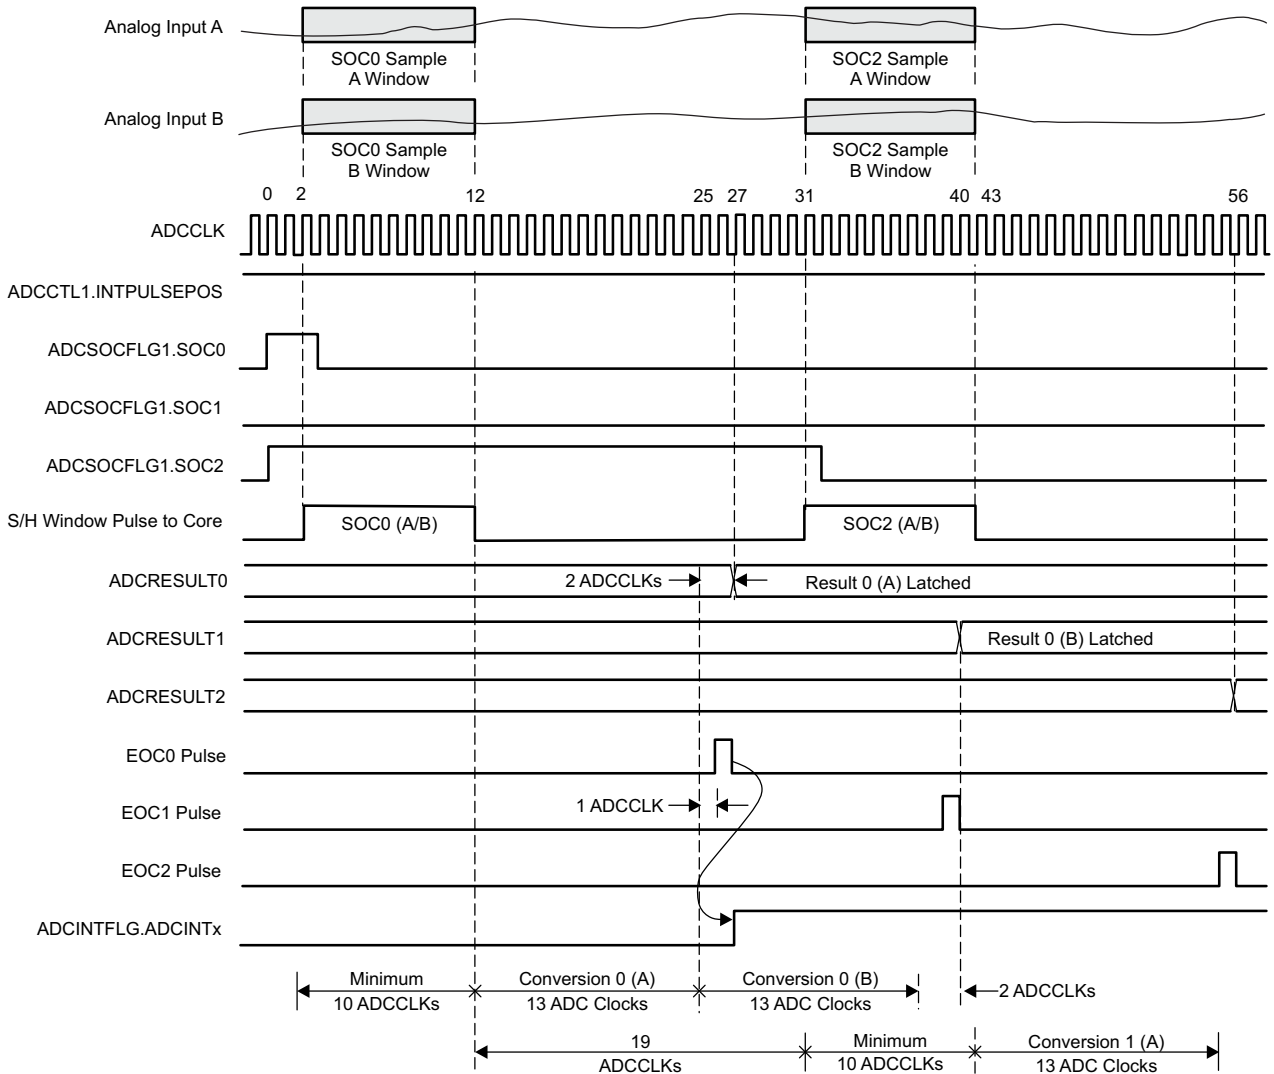 Analog Input A
SOC0 Sample
A Window
SOC2 Sample
A Window
Analog Input B
SOC0 Sample
B Window
SOC2 Sample
B Window
0 2 12 25 27 31 40 43 56
ADCCLK
ADCCTL1.INTPULSEPOS
ADCSOCFLG1.SOC0
ADCSOCFLG1.SOC1
ADCSOCFLG1.SOC2
S/H Window Pulse to Core
SOC0 (A/B)
SOC2 (A/B)
ADCRESULT0
2 ADCCLKs
Result 0 (A) Latched
ADCRESULT1
Result 0 (B) Latched
ADCRESULT2
EOC0 Pulse
1 ADCCLK
EOC1 Pulse
EOC2 Pulse
ADCINTFLG.ADCINTx
Minimum
10 ADCCLKs
Conversion 0 (A)
13 ADC Clocks
Conversion 0 (B)
13 ADC Clocks
2 ADCCLKs
19
ADCCLKs
Minimum
10 ADCCLKs
Conversion 1 (A)
13 ADC Clocks